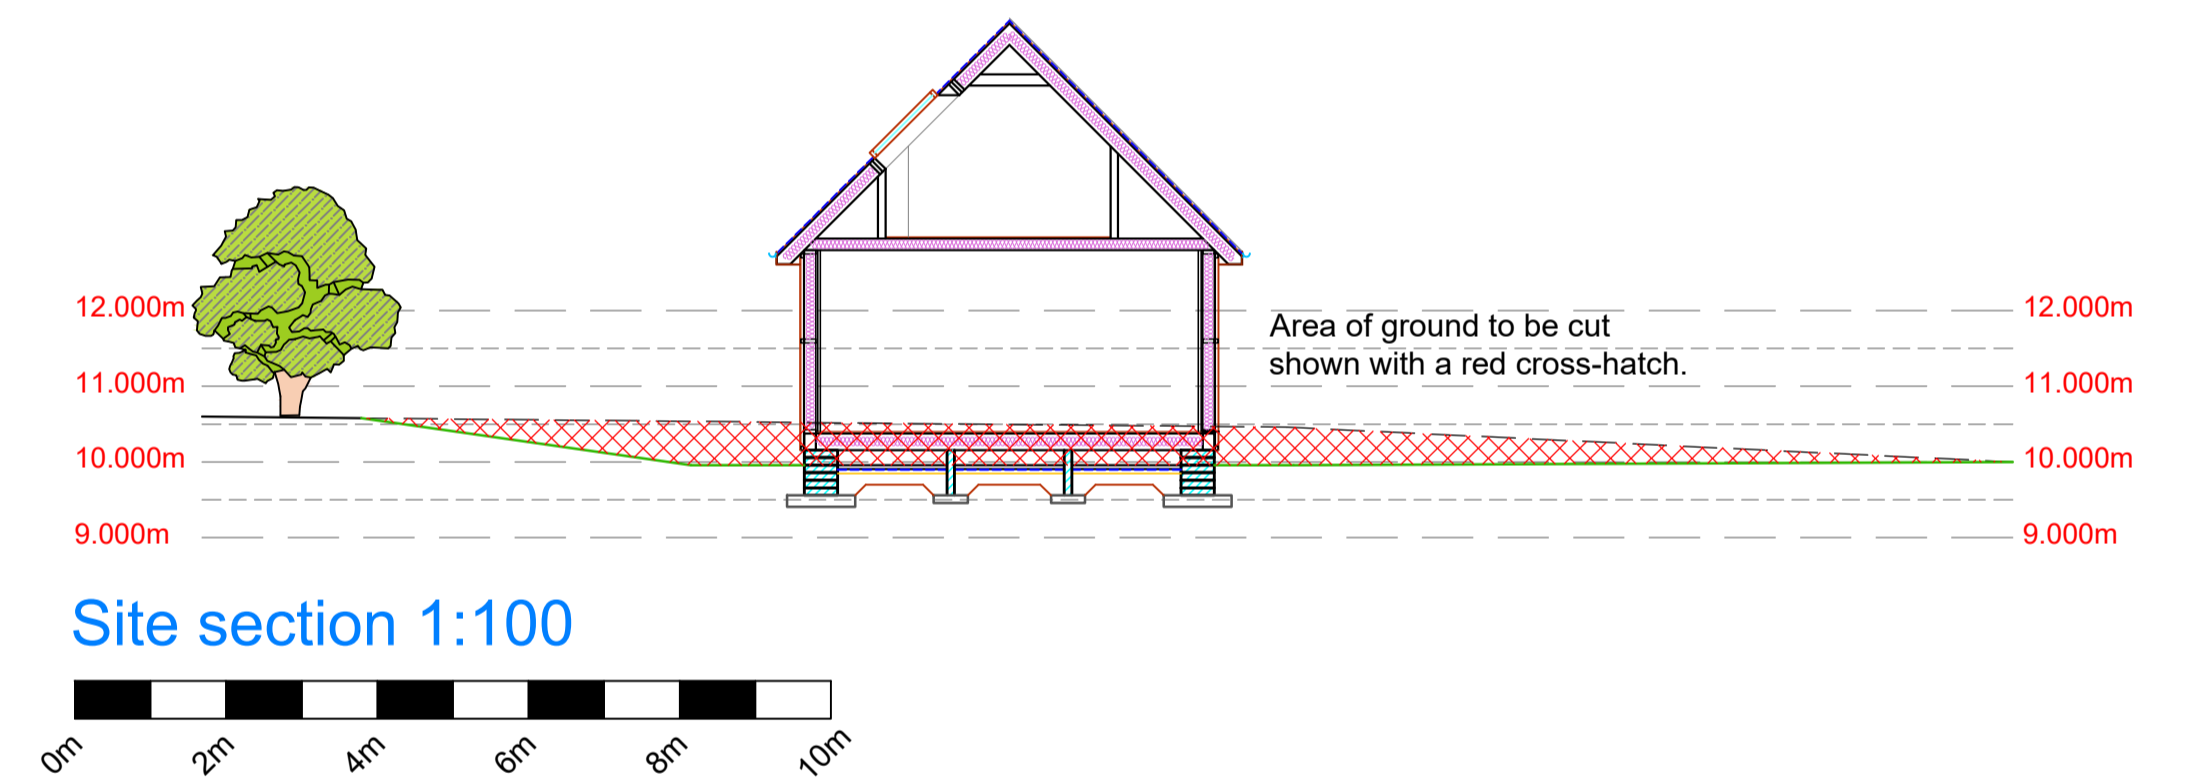 12.000m
12.000m
Area of ground to be cut
shown with a red cross-hatch.
11.000m
11.000m
10.000m
10.000m
9.000m
9.000m
Site section 1:100
0m
2m
4m
6m
8m
10m